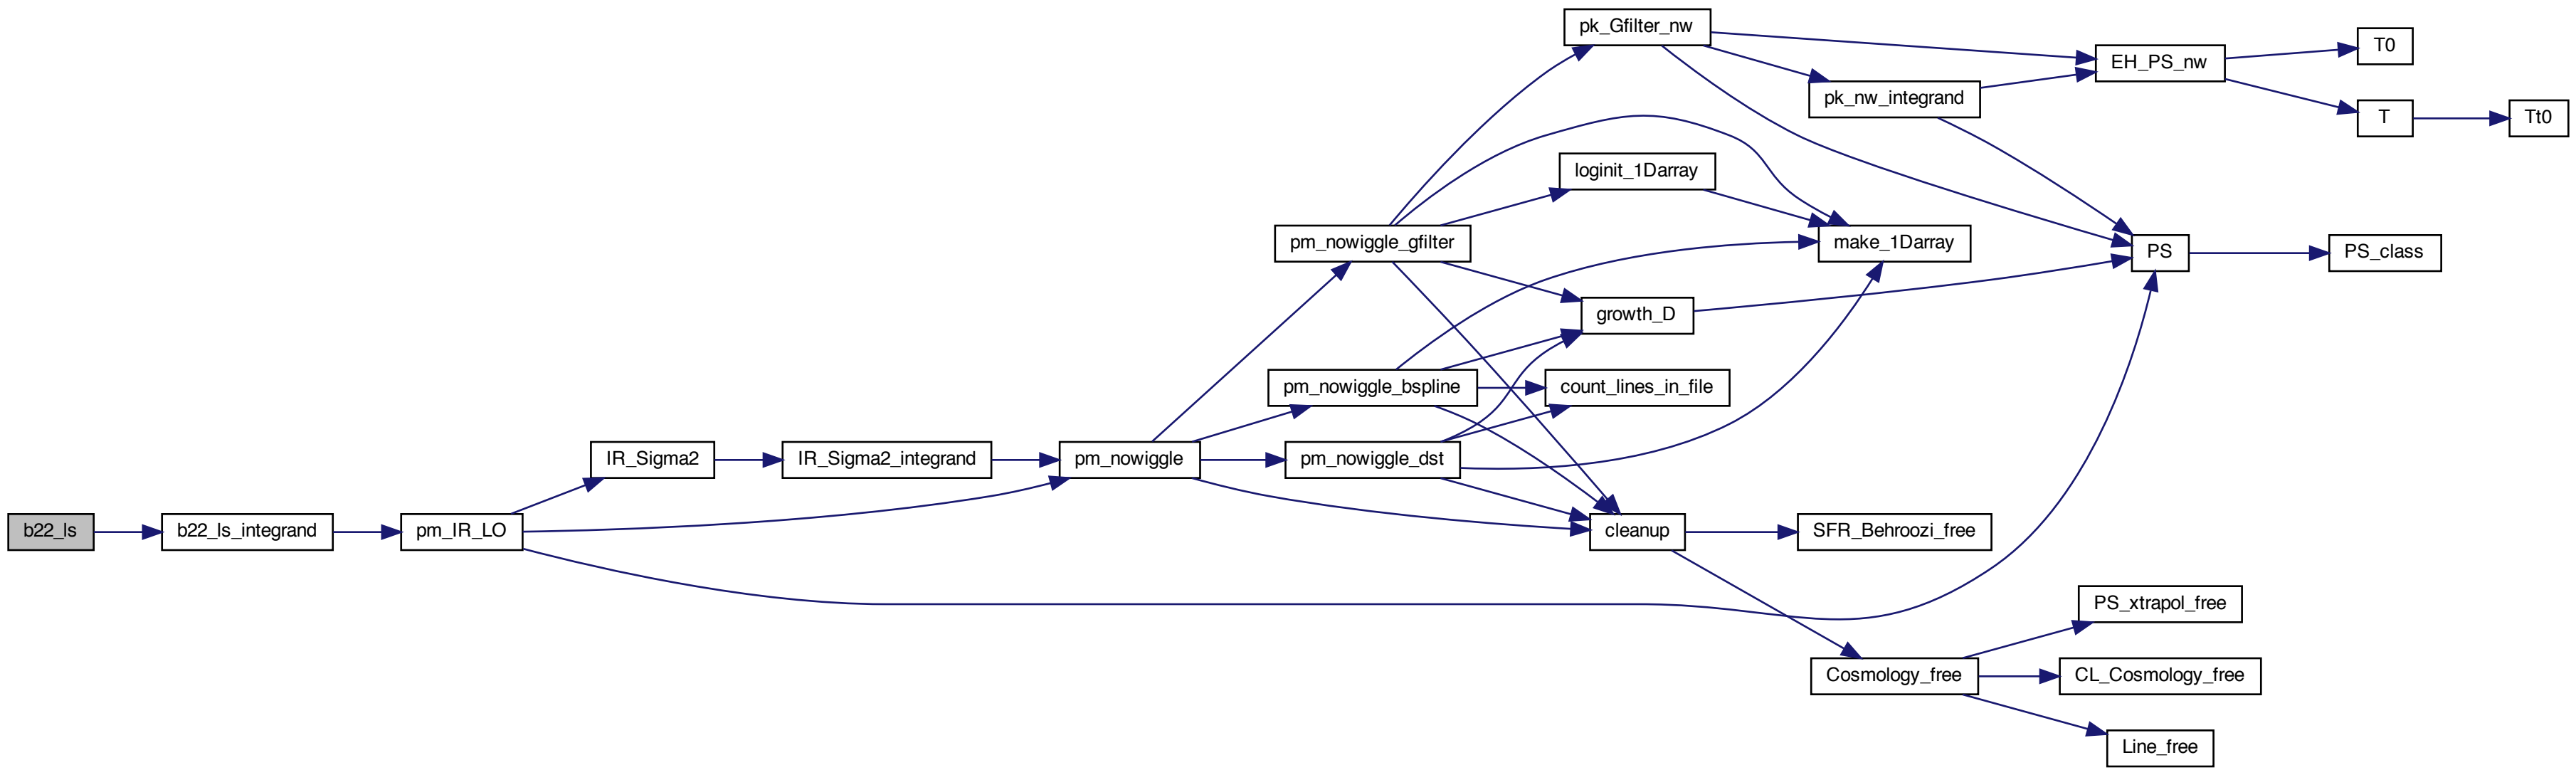 pk_Gfilter_nw
T0
EH_PS_nw
pk_nw_integrand
T
Tt0
loginit_1Darray
pm_nowiggle_gfilter
make_1Darray
PS
PS_class
growth_D
pm_nowiggle_bspline
count_lines_in_file
IR_Sigma2
IR_Sigma2_integrand
pm_nowiggle
pm_nowiggle_dst
b22_ls
b22_ls_integrand
pm_IR_LO
cleanup
SFR_Behroozi_free
PS_xtrapol_free
Cosmology_free
CL_Cosmology_free
Line_free